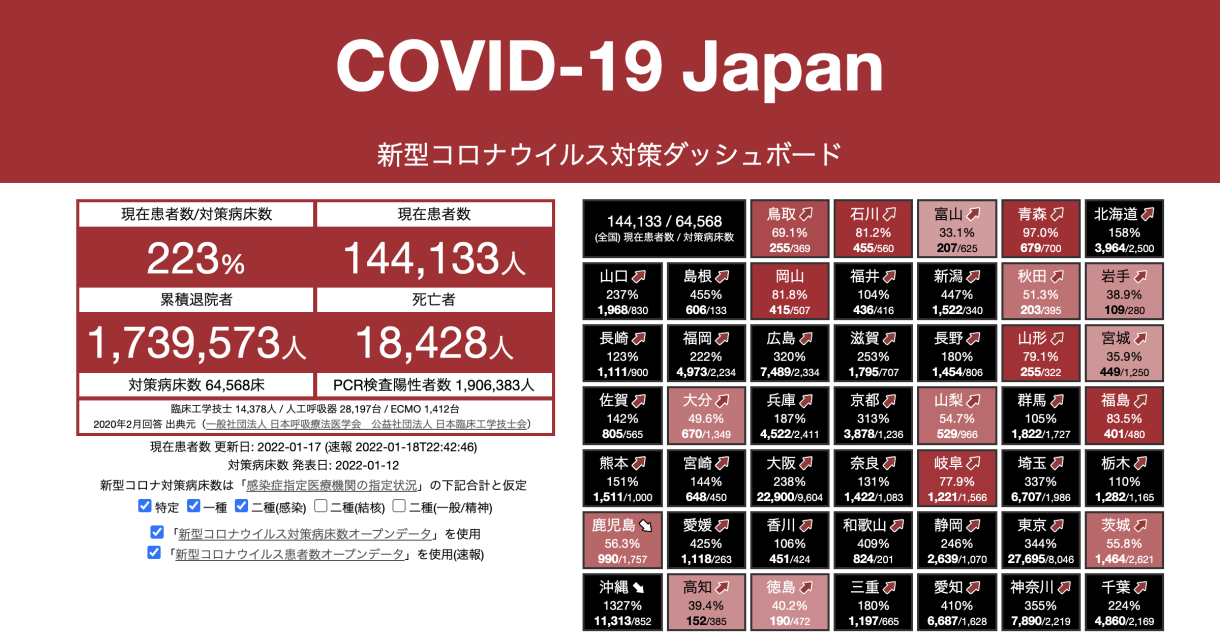 COVID-19 Japan
新型コロナウイルス対策ダッシュボード
現在患者数/対策病床数
現在患者数
223%
144,133人
累積退院者
死亡者
1,739,573人
18,428人
対策病床数 64,568床
PCR検査陽性者数 1,906,383人
臨床工学技士 14,378人 / 人工呼吸器 28,197台 / ECMO 1,412台
2020年2月回答 出典元（一般社団法人 日本呼吸療法医学会　公益社団法人 日本臨床工学技士会）
現在患者数 更新日: 2022-01-17 (速報 2022-01-18T22:42:46)
対策病床数 発表日: 2022-01-12
新型コロナ対策病床数は「感染症指定医療機関の指定状況」の下記合計と仮定
特定 一種 二種(感染) 二種(結核) 二種(一般/精神)
「新型コロナウイルス対策病床数オープンデータ」を使用
「新型コロナウイルス患者数オープンデータ」を使用(速報)
144,133 / 64,568
(全国) 現在患者数 / 対策病床数
鳥取
69.1%
255/369
石川
81.2%
455/560
富山
33.1%
207/625
青森
97.0%
679/700
北海道
158%
3,964/2,500
山口
237%
1,968/830
島根
455%
606/133
岡山
81.8%
415/507
福井
104%
436/416
新潟
447%
1,522/340
秋田
51.3%
203/395
岩手
38.9%
109/280
長崎
123%
1,111/900
福岡
222%
4,973/2,234
広島
320%
7,489/2,334
滋賀
253%
1,795/707
長野
180%
1,454/806
山形
79.1%
255/322
宮城
35.9%
449/1,250
佐賀
142%
805/565
大分
49.6%
670/1,349
兵庫
187%
4,522/2,411
京都
313%
3,878/1,236
山梨
54.7%
529/966
群馬
105%
1,822/1,727
福島
83.5%
401/480
熊本
151%
1,511/1,000
宮崎
144%
648/450
大阪
238%
22,900/9,604
奈良
131%
1,422/1,083
岐阜
77.9%
1,221/1,566
埼玉
337%
6,707/1,986
栃木
110%
1,282/1,165
鹿児島
56.3%
990/1,757
愛媛
425%
1,118/263
香川
106%
451/424
和歌山
409%
824/201
静岡
246%
2,639/1,070
東京
344%
27,695/8,046
茨城
55.8%
1,464/2,621
沖縄
1327%
11,313/852
高知
39.4%
152/385
徳島
40.2%
190/472
三重
180%
1,197/665
愛知
410%
6,687/1,628
神奈川
355%
7,890/2,219
千葉
224%
4,860/2,169